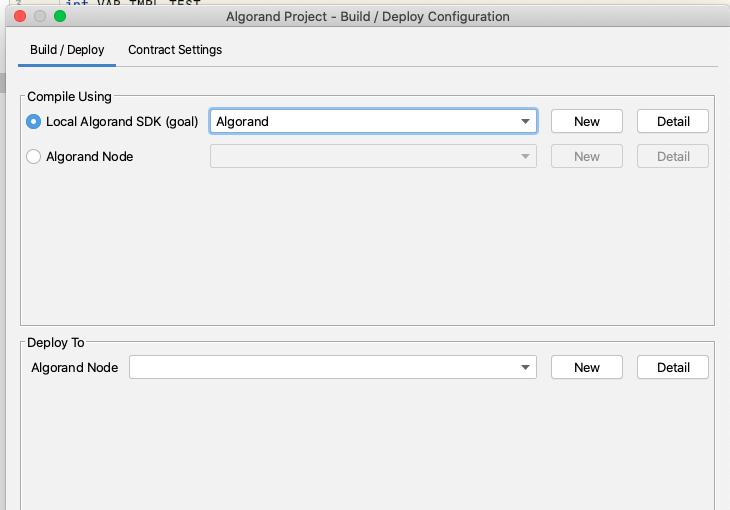 3 int VAR_TMPL_TEST
Algorand Project - Build / Deploy Configuration
Build / Deploy Contract Settings
Compile Using
Local Algorand SDK (goal) Algorand New Detail
Algorand Node New Detail
Deploy To
Algorand Node New Detail